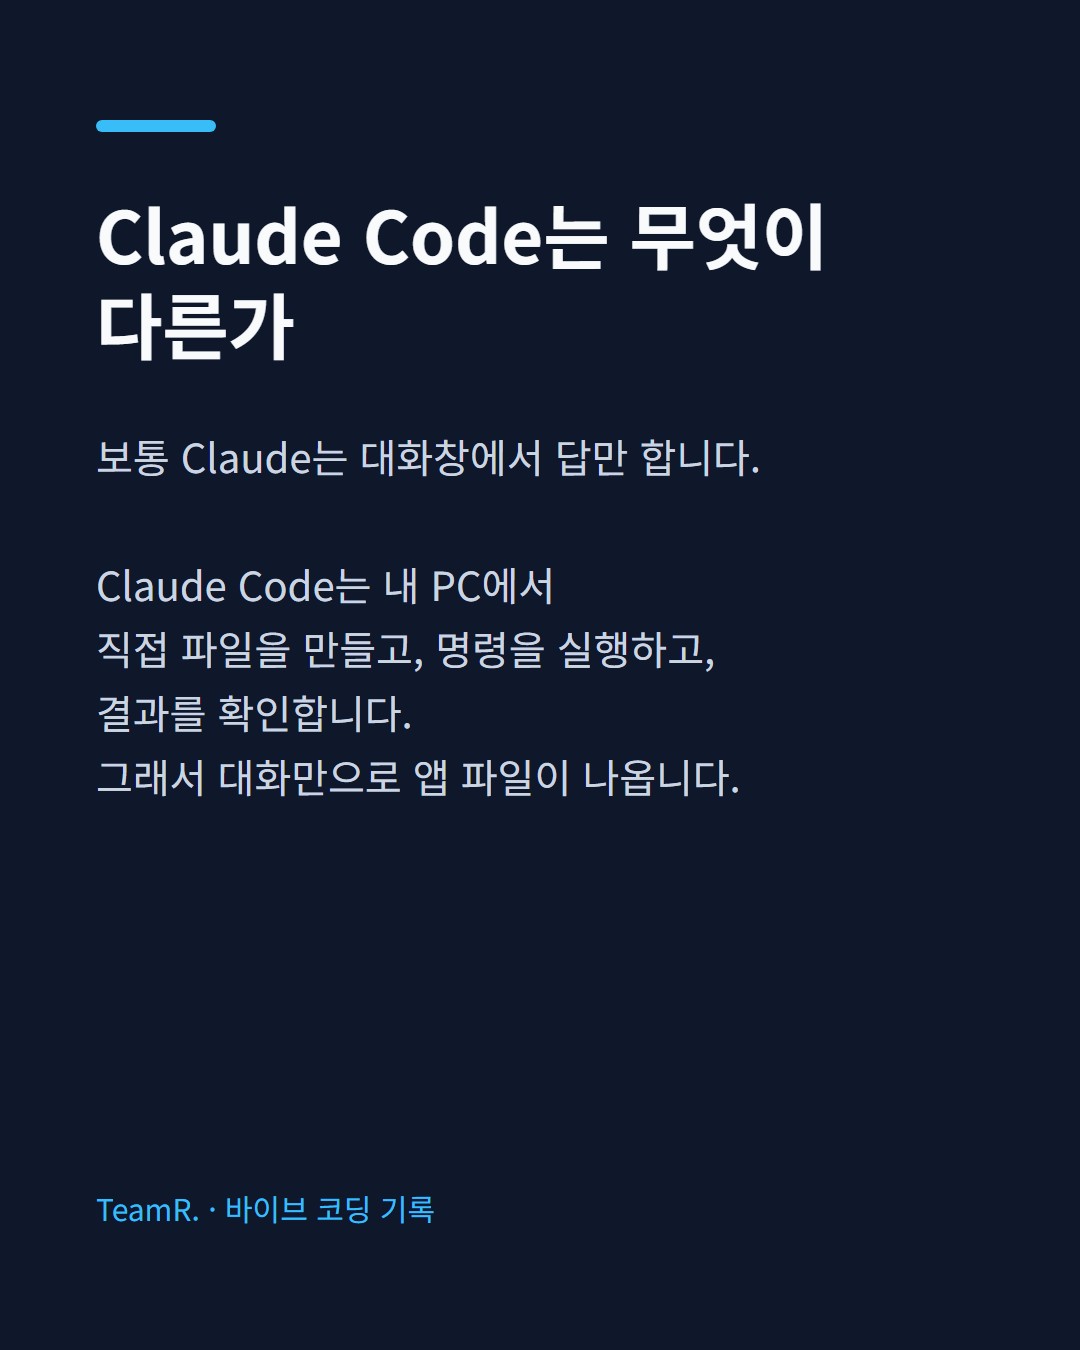 Claude Code는 무엇이
다른가
보통 Claude는 대화창에서 답만 합니다.
Claude Code는 내 PC에서
직접 파일을 만들고, 명령을 실행하고,
결과를 확인합니다.
그래서 대화만으로 앱 파일이 나옵니다.
TeamR. · 바이브 코딩 기록